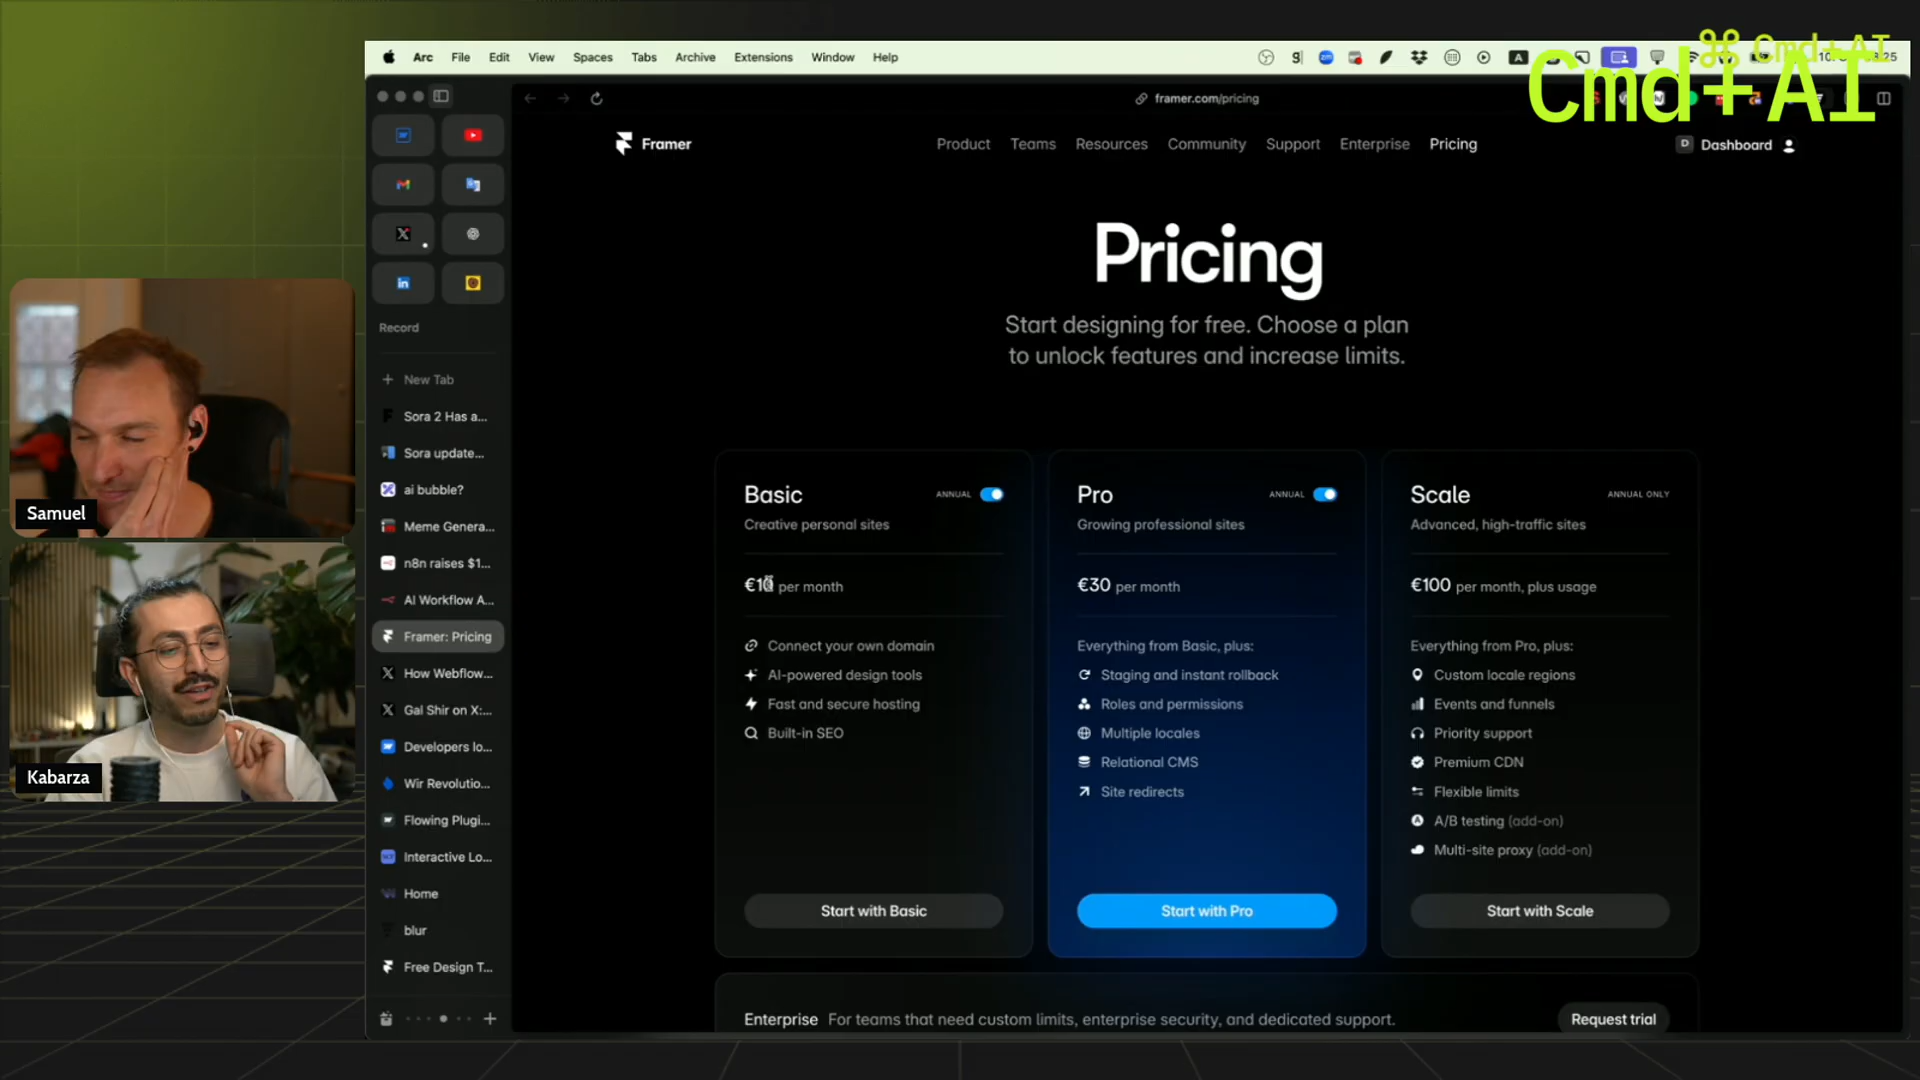 Cmd+AI
Cmd+AI
Arc File Edit View Spaces Tabs Archive Extensions Window Help
framer.com/pricing
Framer
Product Teams Resources Community Support Enterprise Pricing
D Dashboard
Record
New Tab
Sora 2 Has a...
Sora update...
ai bubble?
Meme Genera...
n8n raises $1...
AI Workflow A...
Framer: Pricing
How Webflow...
Gal Shir on X:...
Developers lo...
Wir Revolutio...
Flowing Plugi...
Interactive Lo...
Home
blur
Free Design T...
Samuel
Kabarza
Pricing
Start designing for free. Choose a plan
to unlock features and increase limits.
Basic
ANNUAL
Creative personal sites
€10 per month
Connect your own domain
AI-powered design tools
Fast and secure hosting
Built-in SEO
Start with Basic
Pro
ANNUAL
Growing professional sites
€30 per month
Everything from Basic, plus:
Staging and instant rollback
Roles and permissions
Multiple locales
Relational CMS
Site redirects
Start with Pro
Scale
ANNUAL ONLY
Advanced, high-traffic sites
€100 per month, plus usage
Everything from Pro, plus:
Custom locale regions
Events and funnels
Priority support
Premium CDN
Flexible limits
A/B testing (add-on)
Multi-site proxy (add-on)
Start with Scale
Enterprise For teams that need custom limits, enterprise security, and dedicated support.
Request trial